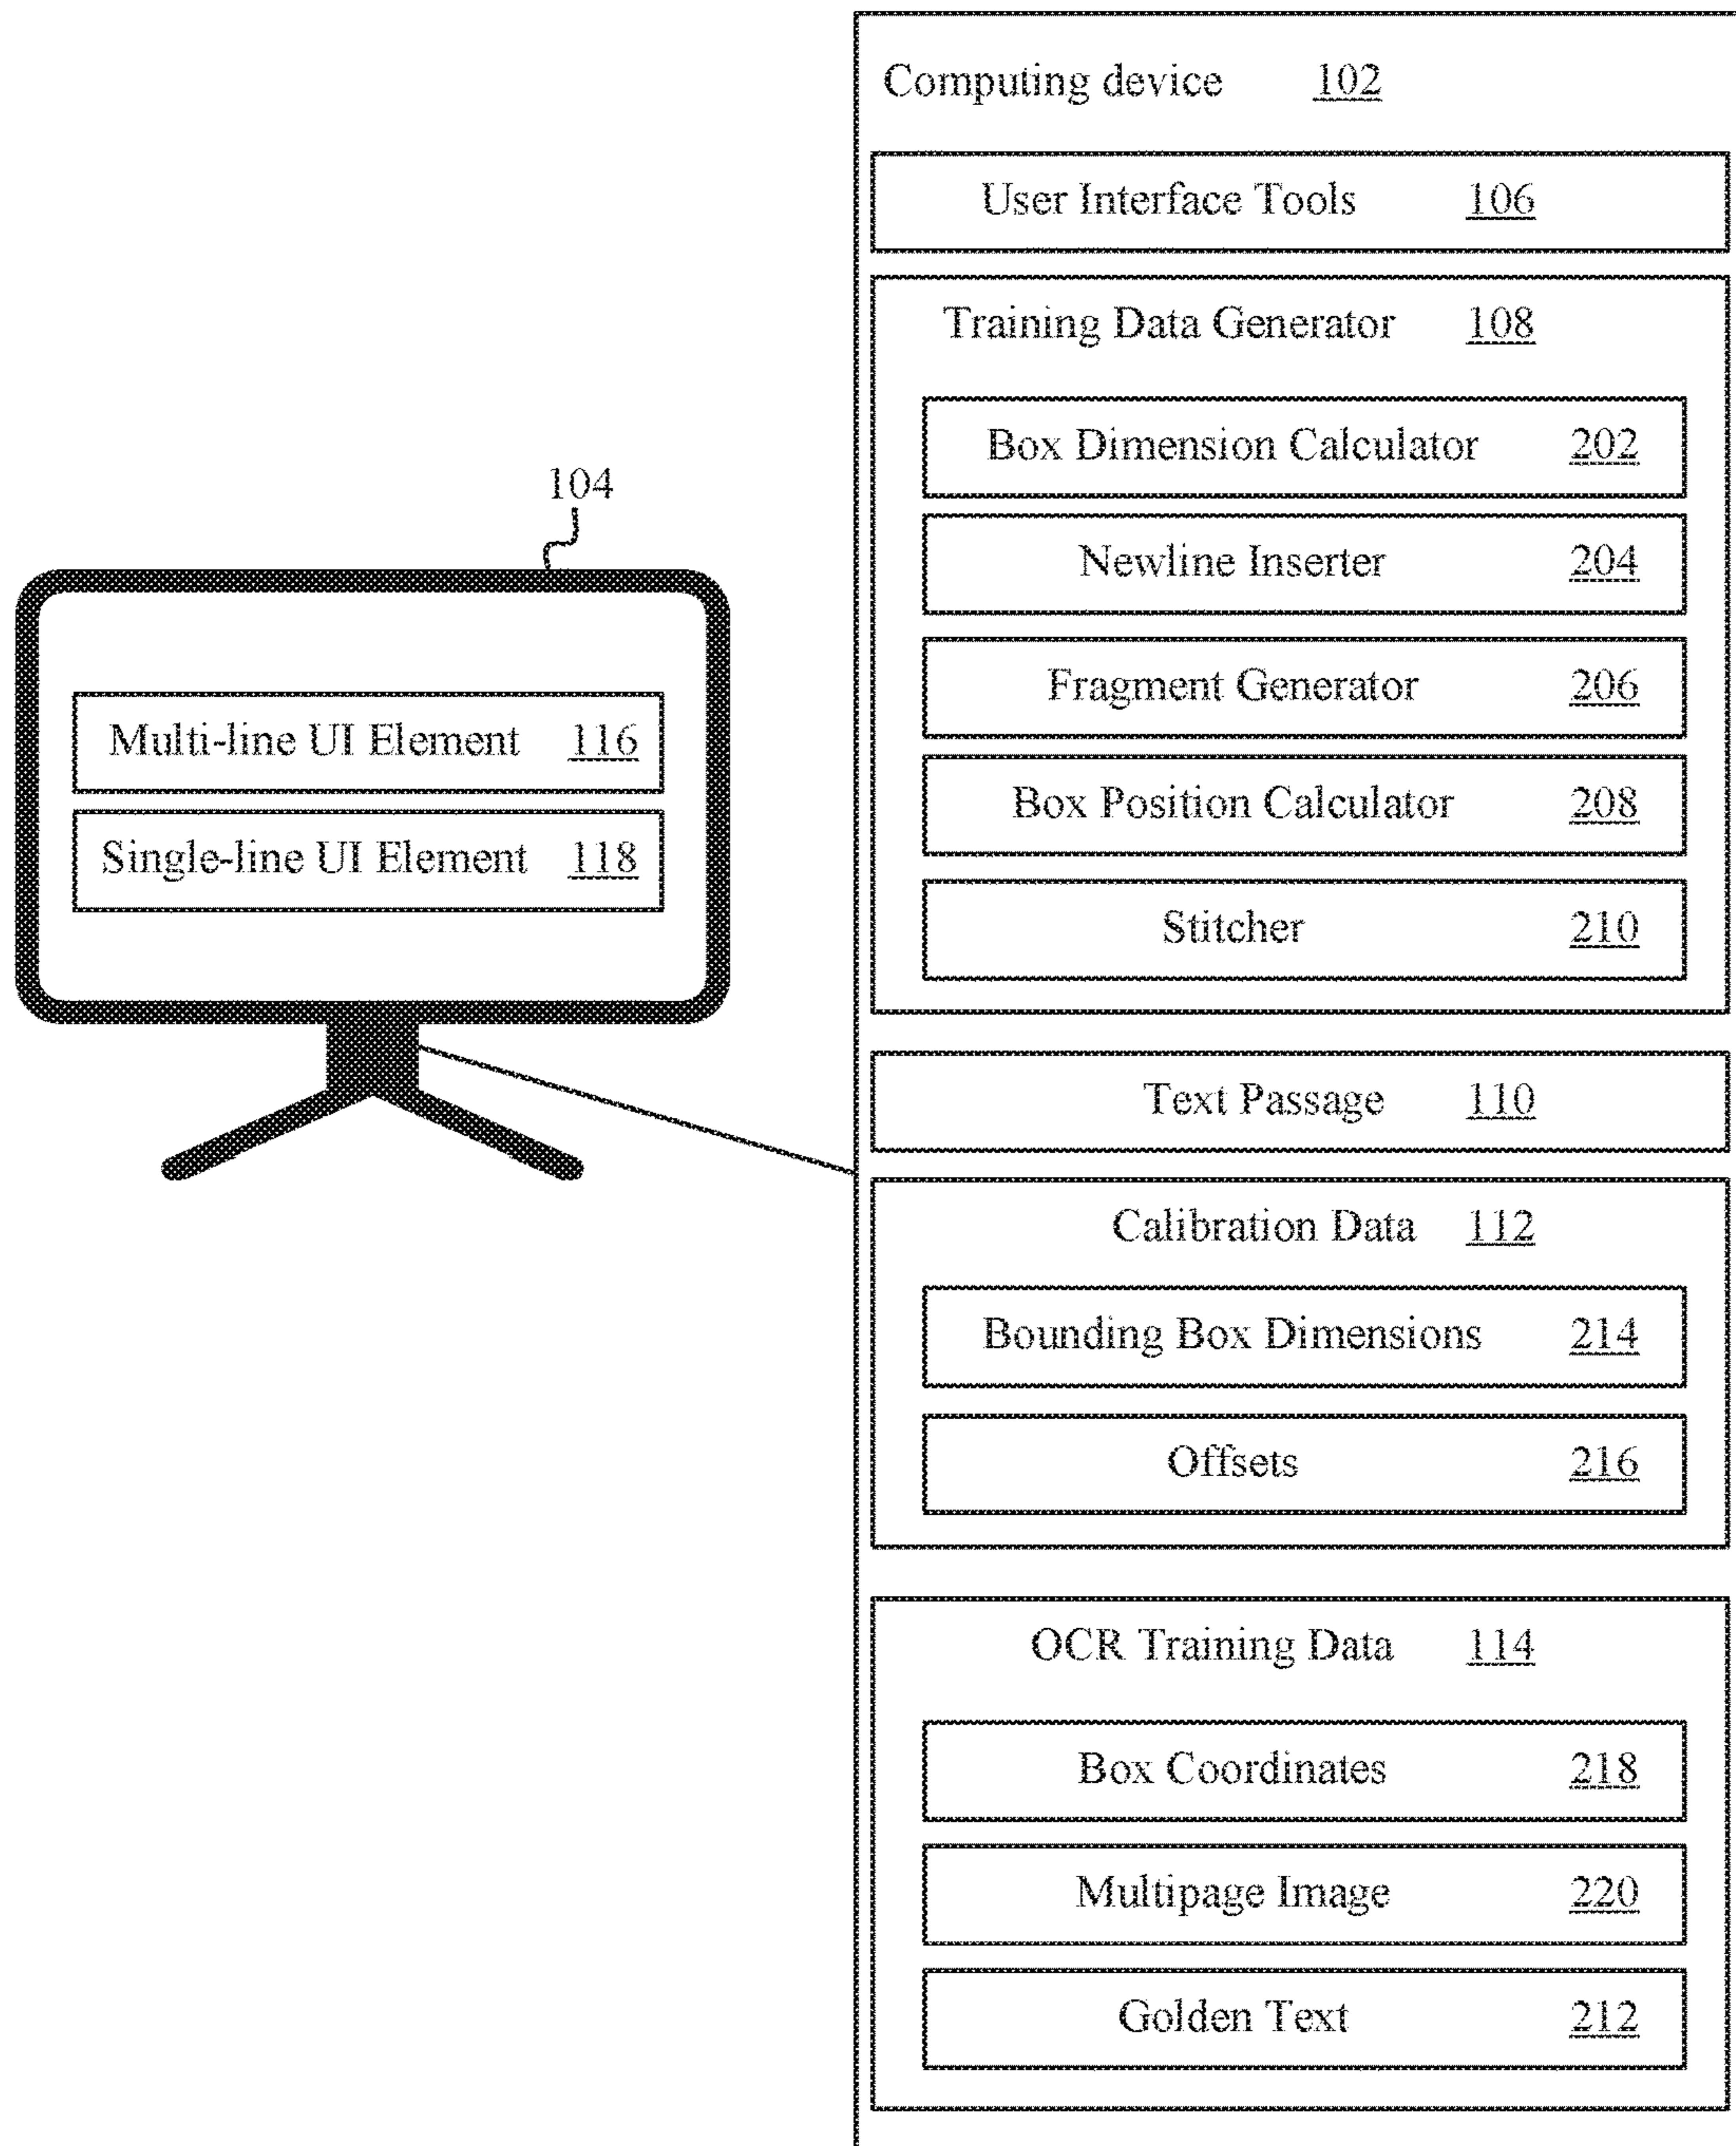 104
Multi-line UI Element 116
Single-line UI Element 118
Computing device 102
User Interface Tools 106
Training Data Generator 108
Box Dimension Calculator 202
Newline Inserter 204
Fragment Generator 206
Box Position Calculator 208
Stitcher 210
Text Passage 110
Calibration Data 112
Bounding Box Dimensions 214
Offsets 216
OCR Training Data 114
Box Coordinates 218
Multipage Image 220
Golden Text 212